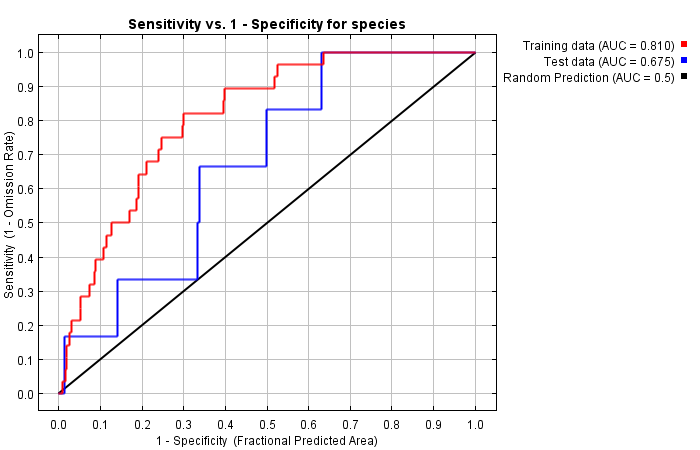 Sensitivity vs. 1 - Specificity for species
Training data (AUC = 0.810)
Test data (AUC = 0.675)
Random Prediction (AUC = 0.5)
Sensitivity (1 - Omission Rate)
1.0
0.9
0.8
0.7
0.6
0.5
0.4
0.3
0.2
0.1
0.0
0.0 0.1 0.2 0.3 0.4 0.5 0.6 0.7 0.8 0.9 1.0
1 - Specificity (Fractional Predicted Area)